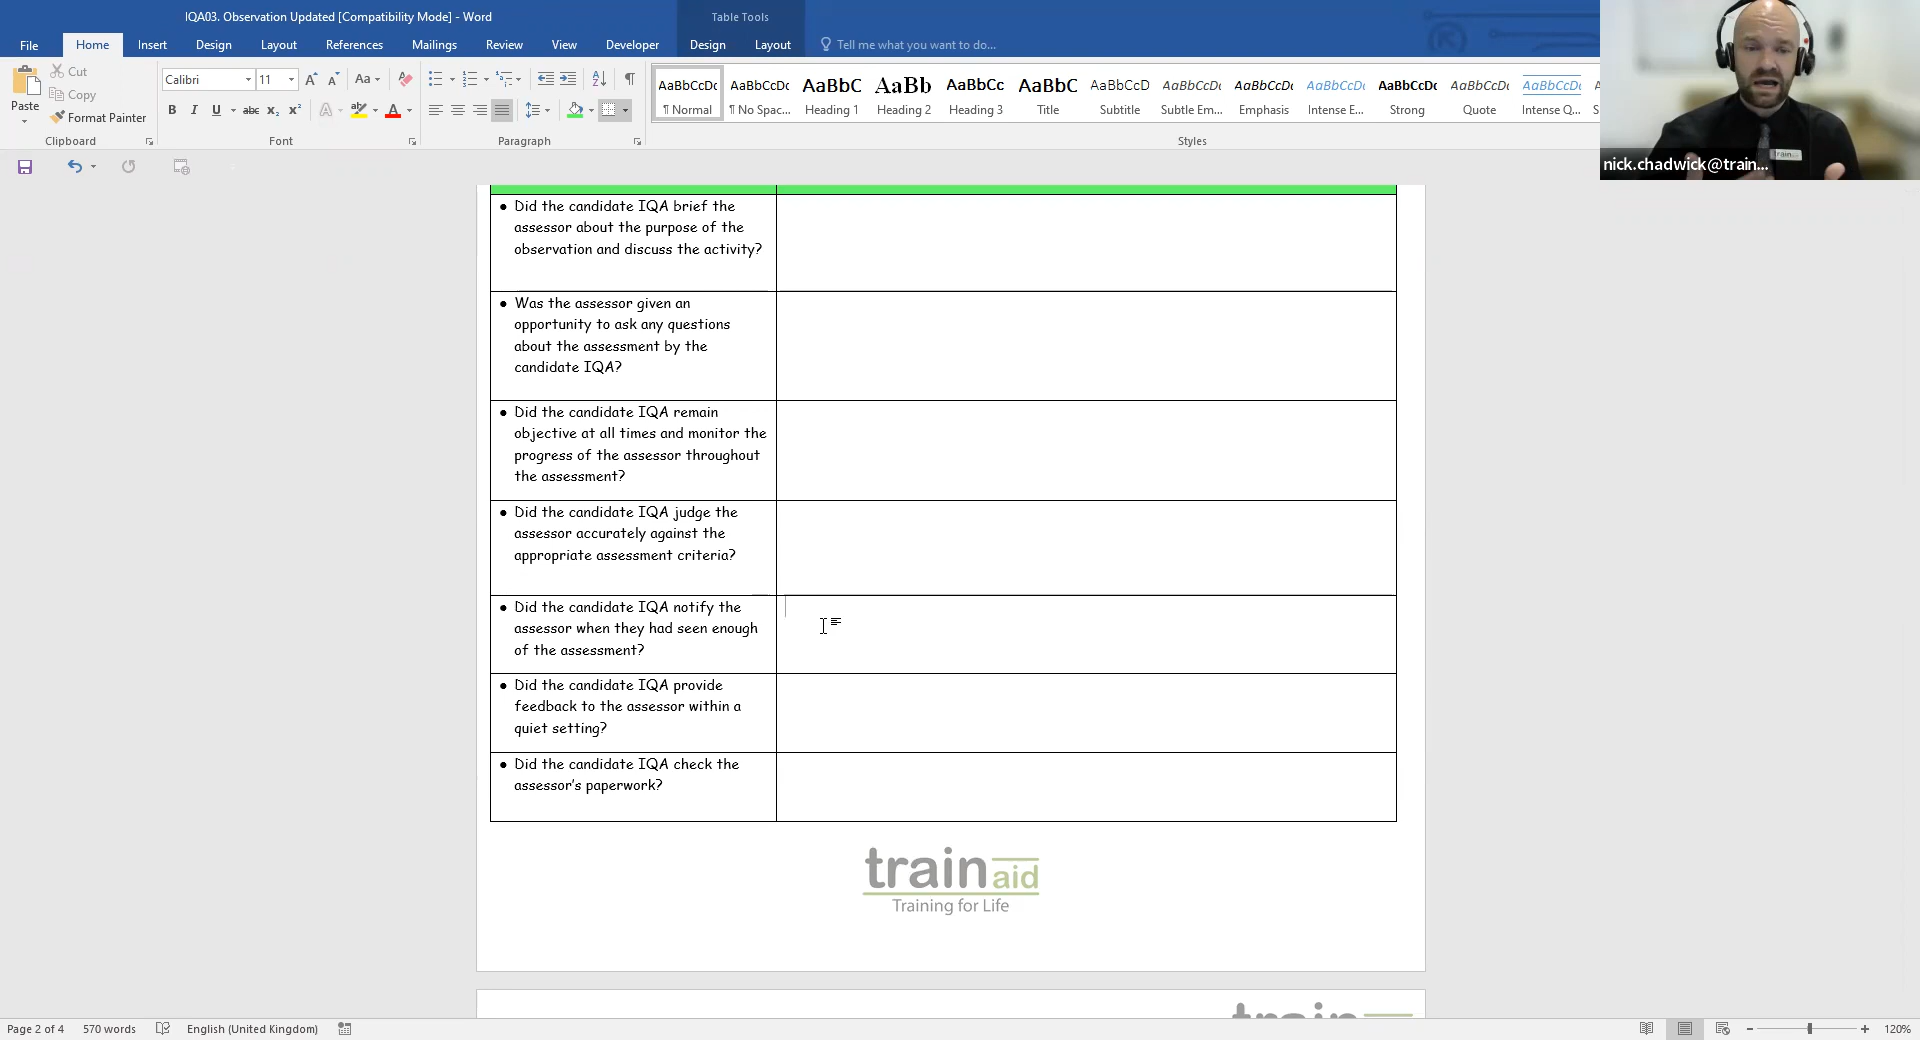 IQA03. Observation Updated [Compatibility Mode] - Word
Table Tools
File Home Insert Design Layout References Mailings Review View Developer Design Layout Tell me what you want to do...
Paste
Cut
Copy
Format Painter
Clipboard
Calibri 11
Font
Paragraph
AaBbCcDc AaBbCcDc AaBbC AaBb AaBbCc AaBbC AaBbCcD AaBbCcDc AaBbCcDc AaBbCcDc AaBbCcDc AaBbCcDc AaBbCcDc
¶ Normal ¶ No Spac... Heading 1 Heading 2 Heading 3 Title Subtitle Subtle Em... Emphasis Intense E... Strong Quote Intense Q...
Styles
nick.chadwick@train...
• Did the candidate IQA brief the
assessor about the purpose of the
observation and discuss the activity?
• Was the assessor given an
opportunity to ask any questions
about the assessment by the
candidate IQA?
• Did the candidate IQA remain
objective at all times and monitor the
progress of the assessor throughout
the assessment?
• Did the candidate IQA judge the
assessor accurately against the
appropriate assessment criteria?
• Did the candidate IQA notify the
assessor when they had seen enough
of the assessment?
• Did the candidate IQA provide
feedback to the assessor within a
quiet setting?
• Did the candidate IQA check the
assessor's paperwork?
train aid
Training for Life
Page 2 of 4 570 words English (United Kingdom) 120%